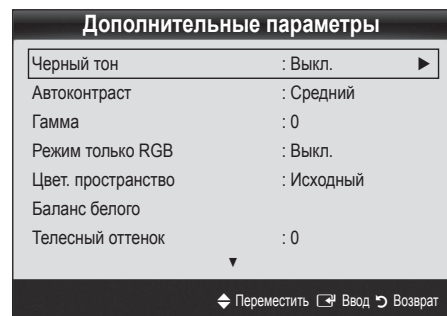 Дополнительные параметры
Черный тон : Выкл. ►
Автоконтраст : Средний
Гамма : 0
Режим только RGB : Выкл.
Цвет. пространство : Исходный
Баланс белого
Телесный оттенок : 0
▼
Переместить Ввод Возврат